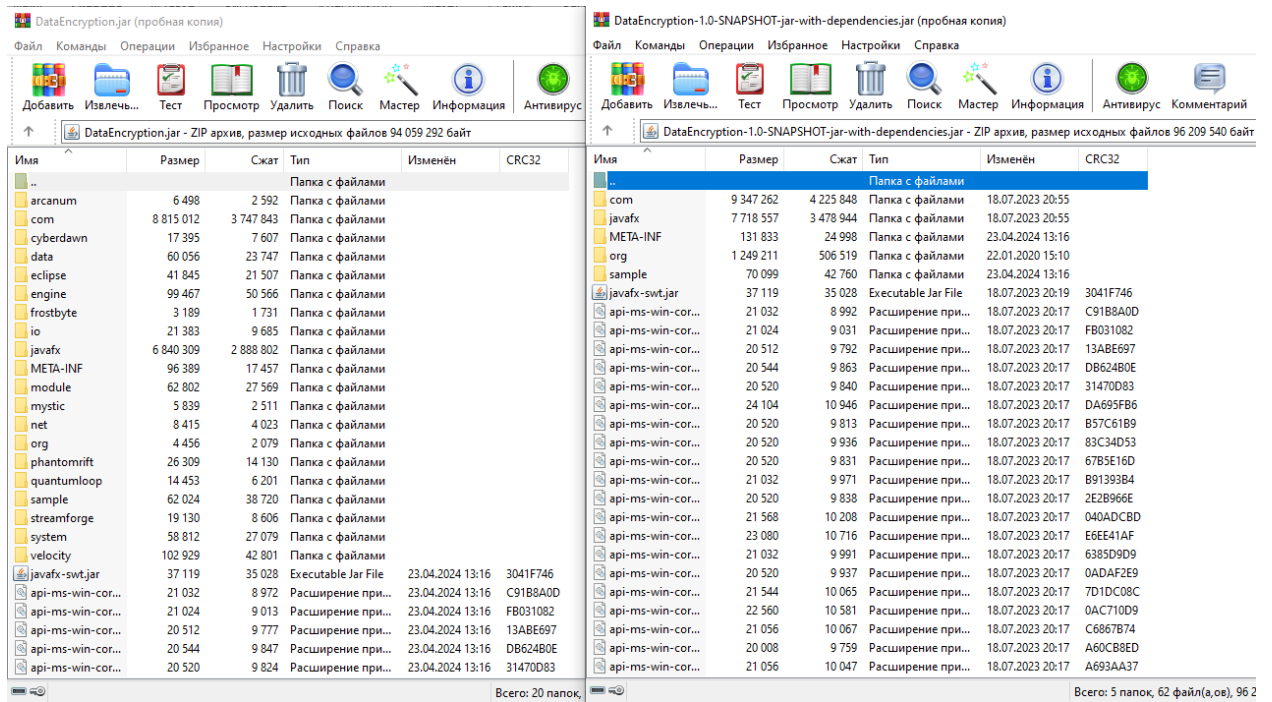 DataEncryption.jar (пробная копия)
Файл Команды Операции Избранное Настройки Справка
Добавить Извлечь... Тест Просмотр Удалить Поиск Мастер Информация Антивирус
DataEncryption.jar - ZIP архив, размер исходных файлов 94 059 292 байт
Имя Размер Сжат Тип Изменён CRC32
.. Папка с файлами
arcanum 6 498 2 592 Папка с файлами
com 8 815 012 3 747 843 Папка с файлами
cyberdawn 17 395 7 607 Папка с файлами
data 60 056 23 747 Папка с файлами
eclipse 41 845 21 507 Папка с файлами
engine 99 467 50 566 Папка с файлами
frostbyte 3 189 1 731 Папка с файлами
io 21 383 9 685 Папка с файлами
javafx 6 840 309 2 888 802 Папка с файлами
META-INF 96 389 17 457 Папка с файлами
module 62 802 27 569 Папка с файлами
mystic 5 839 2 511 Папка с файлами
net 8 415 4 023 Папка с файлами
org 4 456 2 079 Папка с файлами
phantomrift 26 309 14 130 Папка с файлами
quantumloop 14 453 6 201 Папка с файлами
sample 62 024 38 720 Папка с файлами
streamforge 19 130 8 606 Папка с файлами
system 58 812 27 079 Папка с файлами
velocity 102 929 42 801 Папка с файлами
javafx-swt.jar 37 119 35 028 Executable Jar File 23.04.2024 13:16 3041F746
api-ms-win-cor... 21 032 8 972 Расширение при... 23.04.2024 13:16 C91B8A0D
api-ms-win-cor... 21 024 9 013 Расширение при... 23.04.2024 13:16 FB031082
api-ms-win-cor... 20 512 9 777 Расширение при... 23.04.2024 13:16 13ABE697
api-ms-win-cor... 20 544 9 847 Расширение при... 23.04.2024 13:16 DB624B0E
api-ms-win-cor... 20 520 9 824 Расширение при... 23.04.2024 13:16 31470D83
Всего: 20 папок,
DataEncryption-1.0-SNAPSHOT-jar-with-dependencies.jar (пробная копия)
Файл Команды Операции Избранное Настройки Справка
Добавить Извлечь... Тест Просмотр Удалить Поиск Мастер Информация Антивирус Комментарий
DataEncryption-1.0-SNAPSHOT-jar-with-dependencies.jar - ZIP архив, размер исходных файлов 96 209 540 байт
Имя Размер Сжат Тип Изменён CRC32
.. Папка с файлами
com 9 347 262 4 225 848 Папка с файлами 18.07.2023 20:55
javafx 7 718 557 3 478 944 Папка с файлами 18.07.2023 20:55
META-INF 131 833 24 998 Папка с файлами 23.04.2024 13:16
org 1 249 211 506 519 Папка с файлами 22.01.2020 15:10
sample 70 099 42 760 Папка с файлами 23.04.2024 13:16
javafx-swt.jar 37 119 35 028 Executable Jar File 18.07.2023 20:19 3041F746
api-ms-win-cor... 21 032 8 992 Расширение при... 18.07.2023 20:17 C91B8A0D
api-ms-win-cor... 21 024 9 031 Расширение при... 18.07.2023 20:17 FB031082
api-ms-win-cor... 20 512 9 792 Расширение при... 18.07.2023 20:17 13ABE697
api-ms-win-cor... 20 544 9 863 Расширение при... 18.07.2023 20:17 DB624B0E
api-ms-win-cor... 20 520 9 840 Расширение при... 18.07.2023 20:17 31470D83
api-ms-win-cor... 24 104 10 946 Расширение при... 18.07.2023 20:17 DA695FB6
api-ms-win-cor... 20 520 9 813 Расширение при... 18.07.2023 20:17 B57C61B9
api-ms-win-cor... 20 520 9 936 Расширение при... 18.07.2023 20:17 83C34D53
api-ms-win-cor... 20 520 9 831 Расширение при... 18.07.2023 20:17 67B5E16D
api-ms-win-cor... 21 032 9 971 Расширение при... 18.07.2023 20:17 B91393B4
api-ms-win-cor... 20 520 9 838 Расширение при... 18.07.2023 20:17 2E2B966E
api-ms-win-cor... 21 568 10 208 Расширение при... 18.07.2023 20:17 040ADCBD
api-ms-win-cor... 23 080 10 716 Расширение при... 18.07.2023 20:17 E6EE41AF
api-ms-win-cor... 21 032 9 991 Расширение при... 18.07.2023 20:17 6385D9D9
api-ms-win-cor... 20 520 9 937 Расширение при... 18.07.2023 20:17 0ADAF2E9
api-ms-win-cor... 21 544 10 065 Расширение при... 18.07.2023 20:17 7D1DC08C
api-ms-win-cor... 22 560 10 581 Расширение при... 18.07.2023 20:17 0AC710D9
api-ms-win-cor... 21 056 10 067 Расширение при... 18.07.2023 20:17 C6867B74
api-ms-win-cor... 20 008 9 759 Расширение при... 18.07.2023 20:17 A60CB8ED
api-ms-win-cor... 21 056 10 047 Расширение при... 18.07.2023 20:17 A693AA37
Всего: 5 папок, 62 файл(а,ов), 96 2